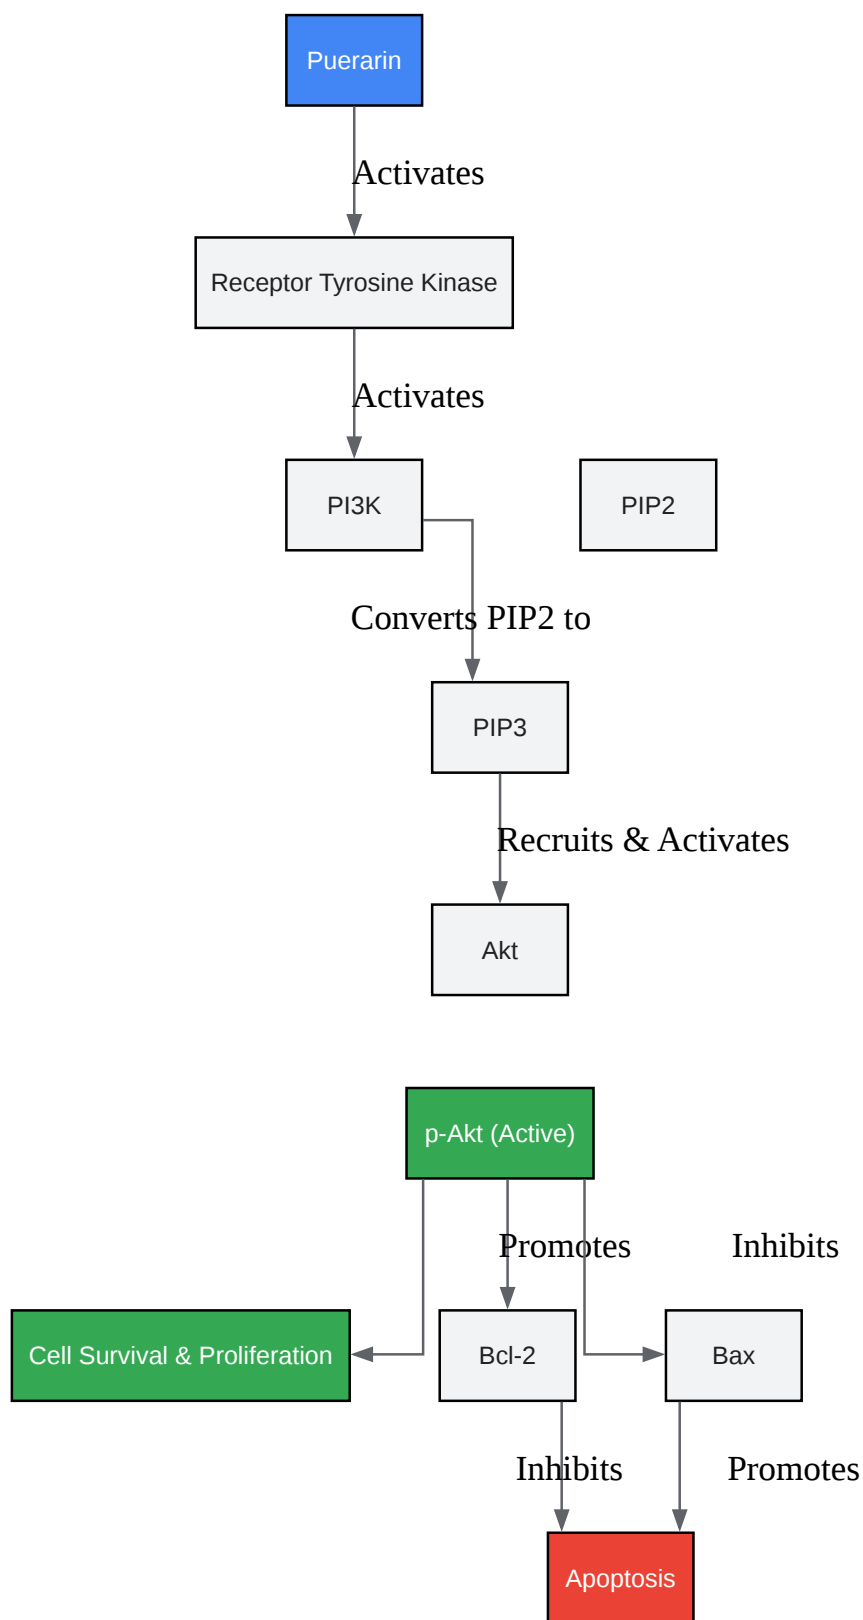 Puerarin
Activates
Receptor Tyrosine Kinase
Activates
PI3K
PIP2
Converts PIP2 to
PIP3
Recruits & Activates
Akt
p-Akt (Active)
Promotes
Inhibits
Cell Survival & Proliferation
Bcl-2
Bax
Inhibits
Promotes
Apoptosis